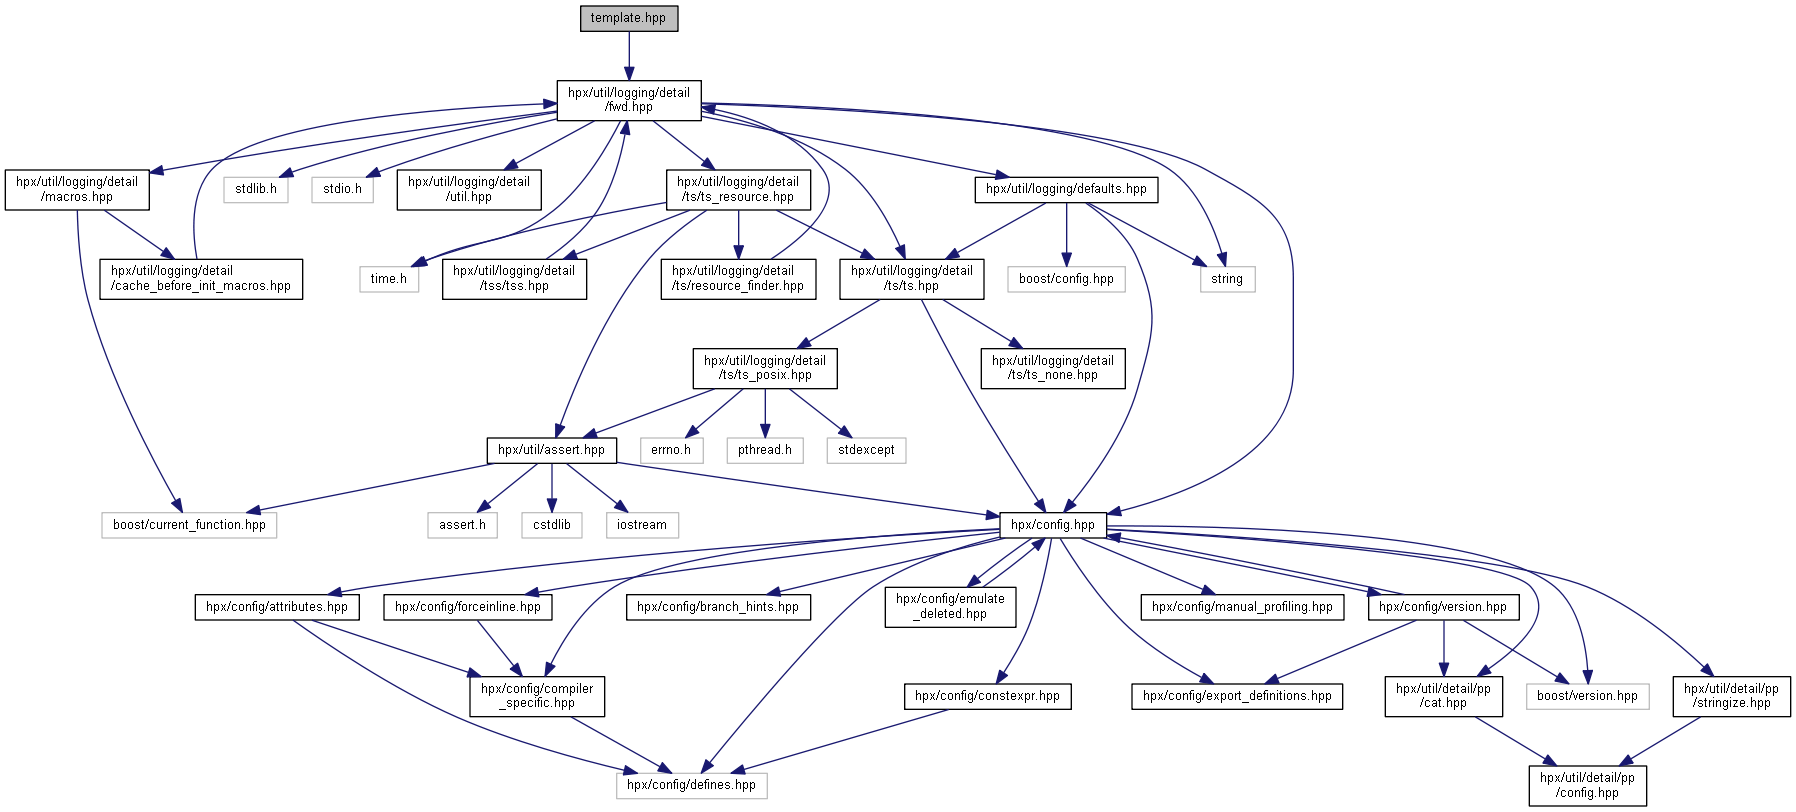 template.hpp
hpx/util/logging/detail
/fwd.hpp
hpx/util/logging/detail
/macros.hpp
stdlib.h
stdio.h
hpx/util/logging/detail
/util.hpp
hpx/util/logging/detail
/ts/ts_resource.hpp
hpx/util/logging/defaults.hpp
hpx/util/logging/detail
/cache_before_init_macros.hpp
time.h
hpx/util/logging/detail
/tss/tss.hpp
hpx/util/logging/detail
/ts/resource_finder.hpp
hpx/util/logging/detail
/ts/ts.hpp
boost/config.hpp
string
hpx/util/logging/detail
/ts/ts_posix.hpp
hpx/util/logging/detail
/ts/ts_none.hpp
hpx/util/assert.hpp
errno.h
pthread.h
stdexcept
boost/current_function.hpp
assert.h
cstdlib
iostream
hpx/config.hpp
hpx/config/attributes.hpp
hpx/config/forceinline.hpp
hpx/config/branch_hints.hpp
hpx/config/emulate
_deleted.hpp
hpx/config/manual_profiling.hpp
hpx/config/version.hpp
hpx/config/compiler
_specific.hpp
hpx/config/constexpr.hpp
hpx/config/export_definitions.hpp
hpx/util/detail/pp
/cat.hpp
boost/version.hpp
hpx/util/detail/pp
/stringize.hpp
hpx/config/defines.hpp
hpx/util/detail/pp
/config.hpp